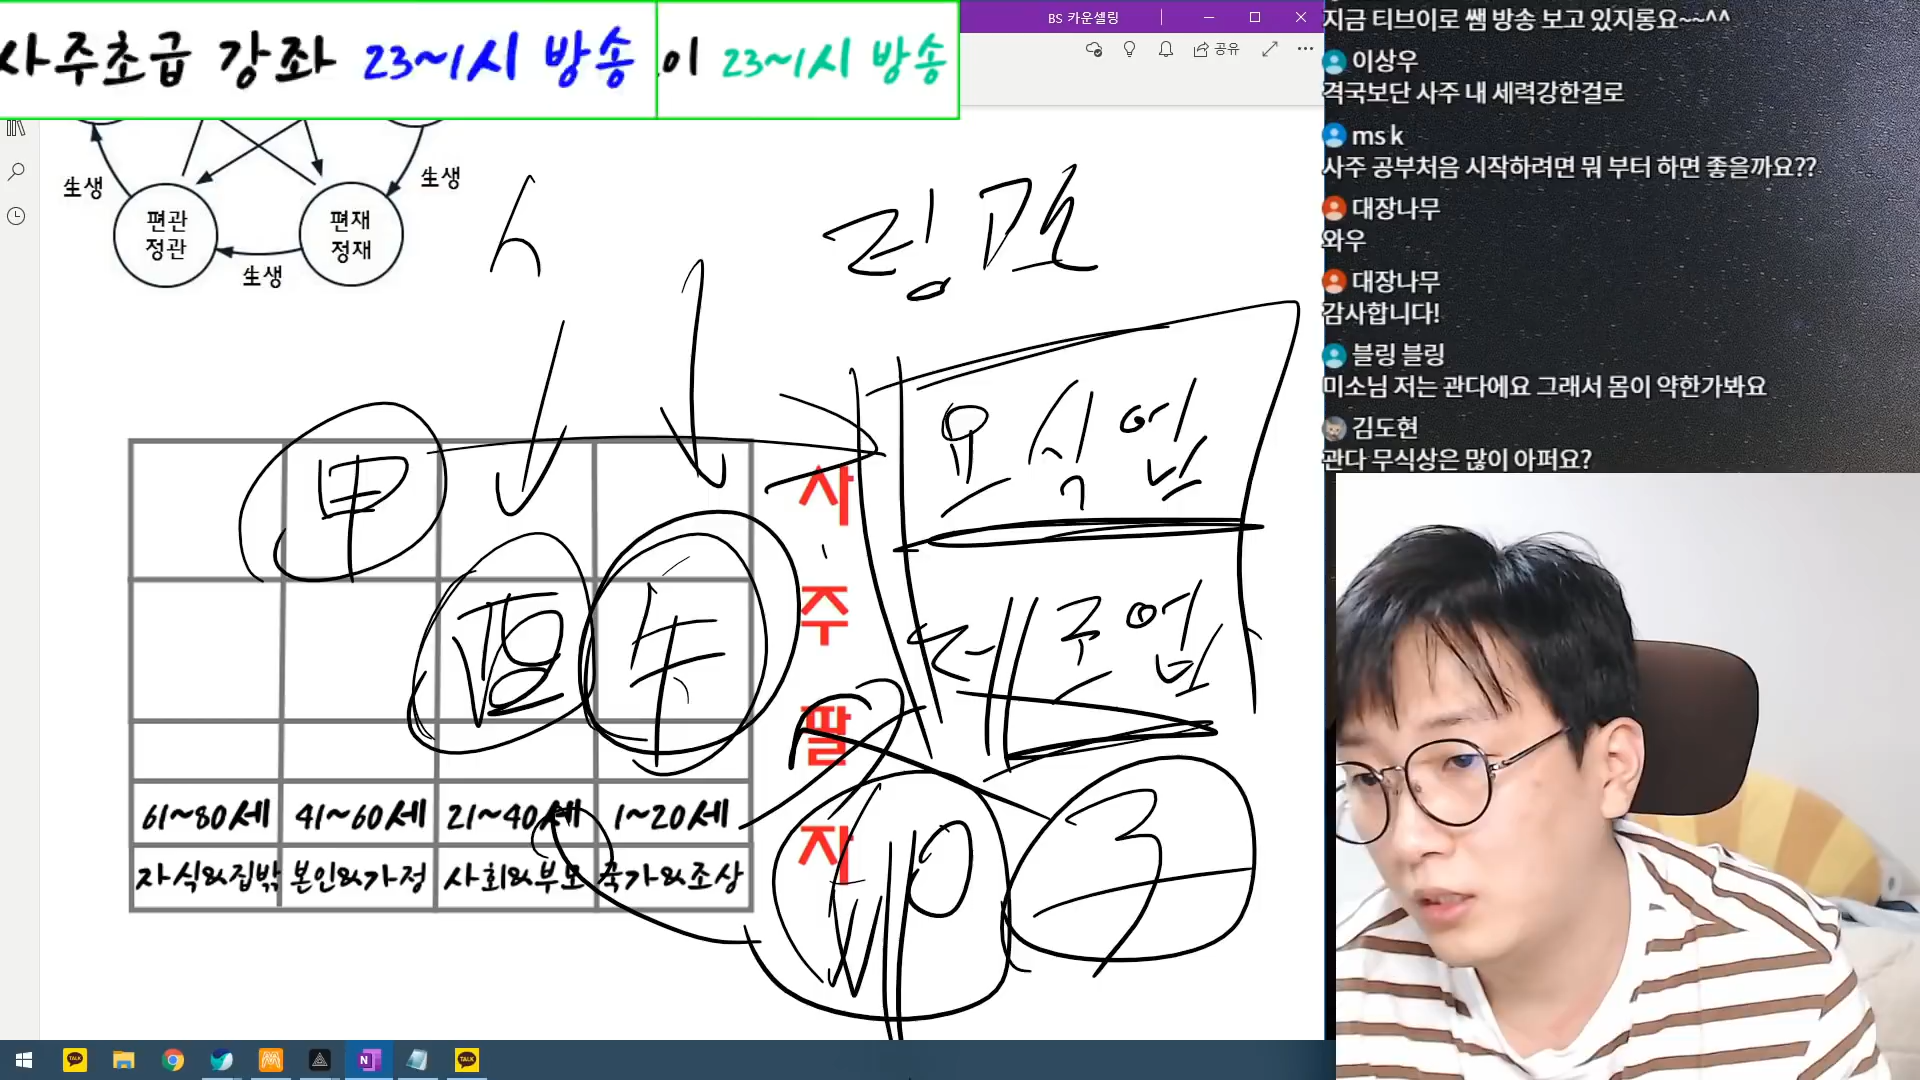 사주초급 강좌 23~1시 방송
.이 23~1시 방송
BS 카운셀링
공유
生생
生생
편관
정관
편재
정재
生생
甲
酉
午
요식업
제조업
卯
子
사
주
팔
자
61~80세 41~60세 21~40세 1~20세
자식&집밖 본인&가정 사회&부모 국가&조상
지금 티브이로 쌤 방송 보고 있지롱요~~^^
이상우
격국보단 사주 내 세력강한걸로
ms k
사주 공부처음 시작하려면 뭐 부터 하면 좋을까요??
대장나무
와우
대장나무
감사합니다!
블링 블링
미소님 저는 관다에요 그래서 몸이 약한가봐요
김도현
관다 무식상은 많이 아퍼요?
TALK
N
TALK